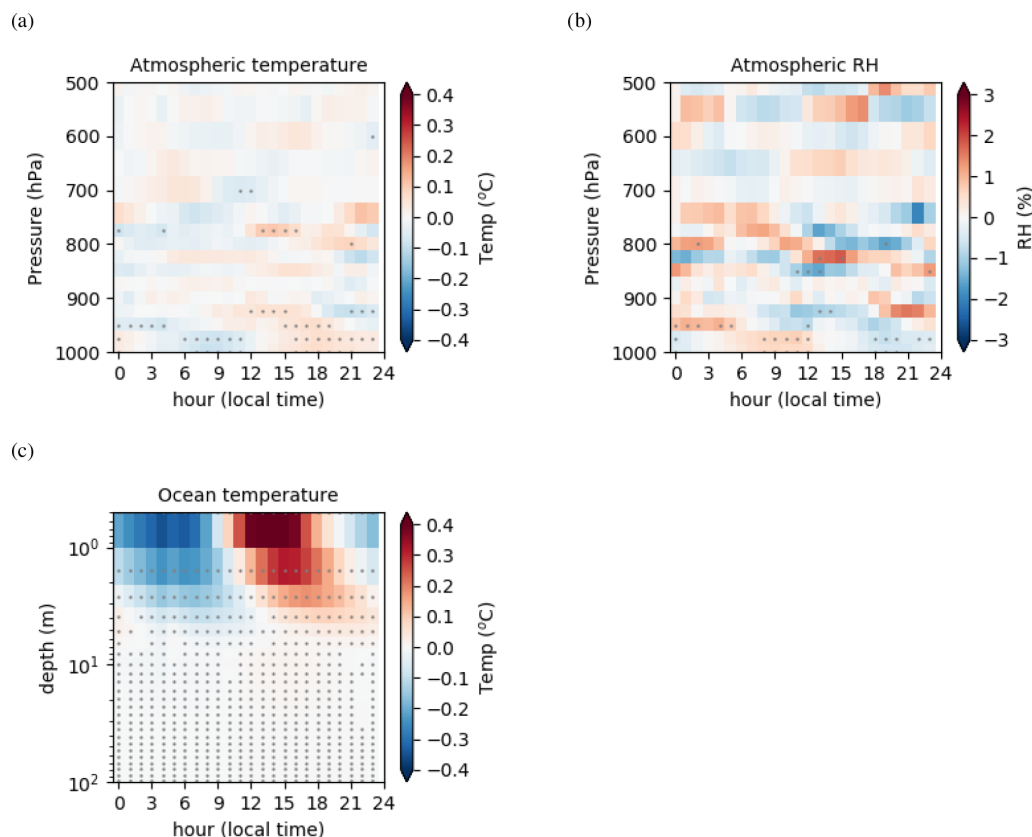 (a)
Atmospheric temperature
500
600
700
800
900
1000
Pressure (hPa)
0 3 6 9 12 15 18 21 24
hour (local time)
0.4
0.3
0.2
0.1
0.0
−0.1
−0.2
−0.3
−0.4
Temp (°C)
(b)
Atmospheric RH
500
600
700
800
900
1000
Pressure (hPa)
0 3 6 9 12 15 18 21 24
hour (local time)
3
2
1
0
−1
−2
−3
RH (%)
(c)
Ocean temperature
10⁰
10¹
10²
depth (m)
0 3 6 9 12 15 18 21 24
hour (local time)
0.4
0.3
0.2
0.1
0.0
−0.1
−0.2
−0.3
−0.4
Temp (°C)